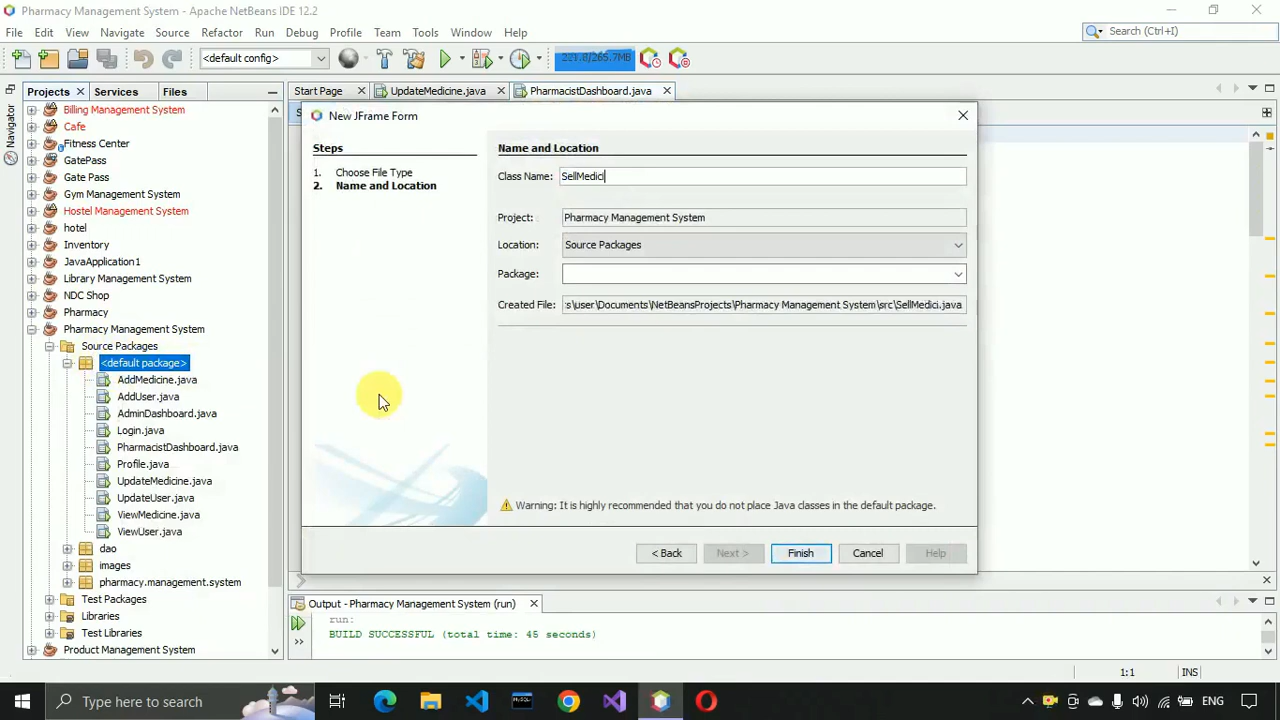 Pharmacy Management System - Apache NetBeans IDE 12.2
File Edit View Navigate Source Refactor Run Debug Profile Team Tools Window Help
Search (Ctrl+I)
<default config>
221.8/265.7MB
Projects Services Files
Start Page UpdateMedicine.java PharmacistDashboard.java
Navigator
Billing Management System
Cafe
Fitness Center
GatePass
Gate Pass
Gym Management System
Hostel Management System
hotel
Inventory
JavaApplication1
Library Management System
NDC Shop
Pharmacy
Pharmacy Management System
Source Packages
<default package>
AddMedicine.java
AddUser.java
AdminDashboard.java
Login.java
PharmacistDashboard.java
Profile.java
UpdateMedicine.java
UpdateUser.java
ViewMedicine.java
ViewUser.java
dao
images
pharmacy.management.system
Test Packages
Libraries
Test Libraries
Product Management System
New JFrame Form
Steps
1. Choose File Type
2. Name and Location
Name and Location
Class Name: SellMedici
Project: Pharmacy Management System
Location: Source Packages
Package:
Created File: :s\user\Documents\NetBeansProjects\Pharmacy Management System\src\SellMedici.java
Warning: It is highly recommended that you do not place Java classes in the default package.
< Back Next > Finish Cancel Help
Output - Pharmacy Management System (run)
run:
BUILD SUCCESSFUL (total time: 45 seconds)
1:1 INS
Type here to search
ENG